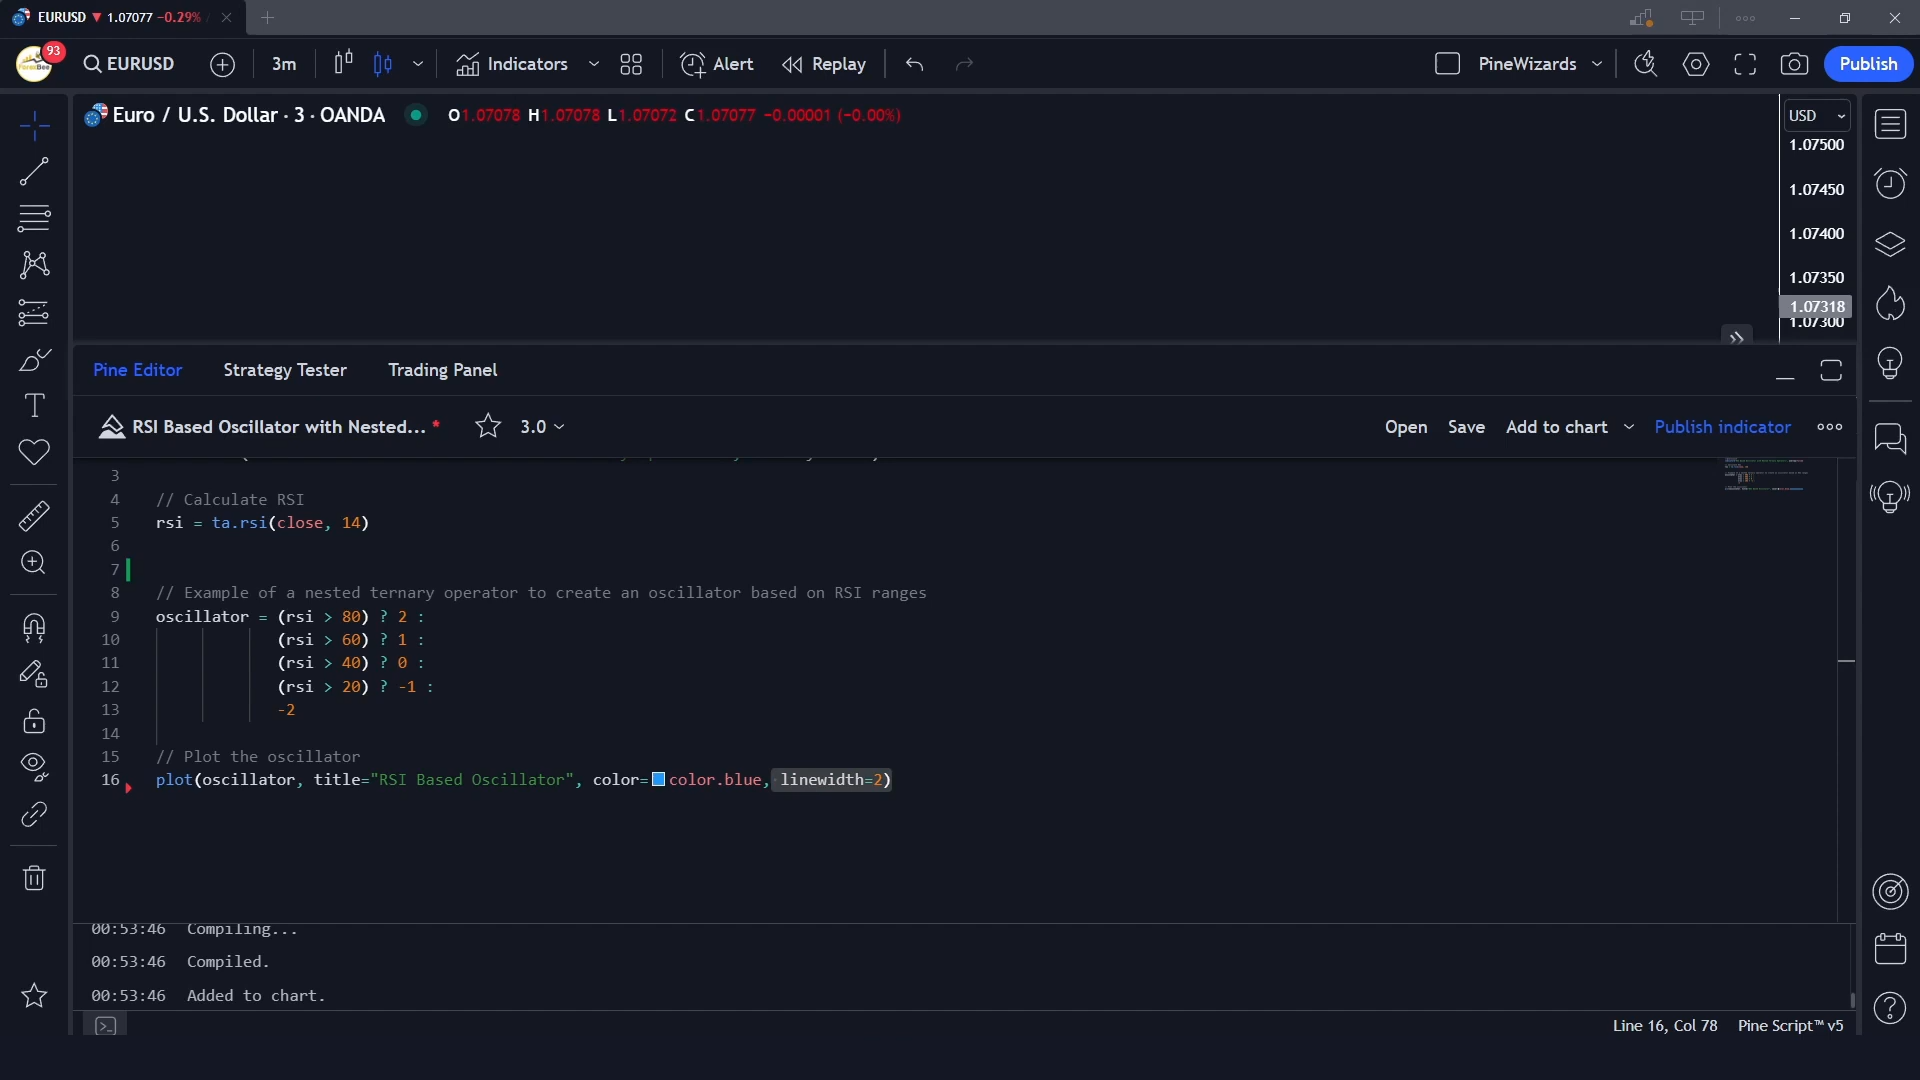 EURUSD ▼ 1.07077 −0.29%
93
EURUSD 3m Indicators Alert Replay PineWizards Publish
Euro / U.S. Dollar · 3 · OANDA O1.07078 H1.07078 L1.07072 C1.07077 −0.00001 (−0.00%)
USD
1.07500
1.07450
1.07400
1.07350
1.07318
1.07300
Pine Editor Strategy Tester Trading Panel
RSI Based Oscillator with Nested... * 3.0 Open Save Add to chart Publish indicator
3
4 // Calculate RSI
5 rsi = ta.rsi(close, 14)
6
7
8 // Example of a nested ternary operator to create an oscillator based on RSI ranges
9 oscillator = (rsi > 80) ? 2 :
10 (rsi > 60) ? 1 :
11 (rsi > 40) ? 0 :
12 (rsi > 20) ? -1 :
13 -2
14
15 // Plot the oscillator
16 plot(oscillator, title="RSI Based Oscillator", color=color.blue, linewidth=2)
00:53:46 Compiling...
00:53:46 Compiled.
00:53:46 Added to chart.
Line 16, Col 78 Pine Script™ v5